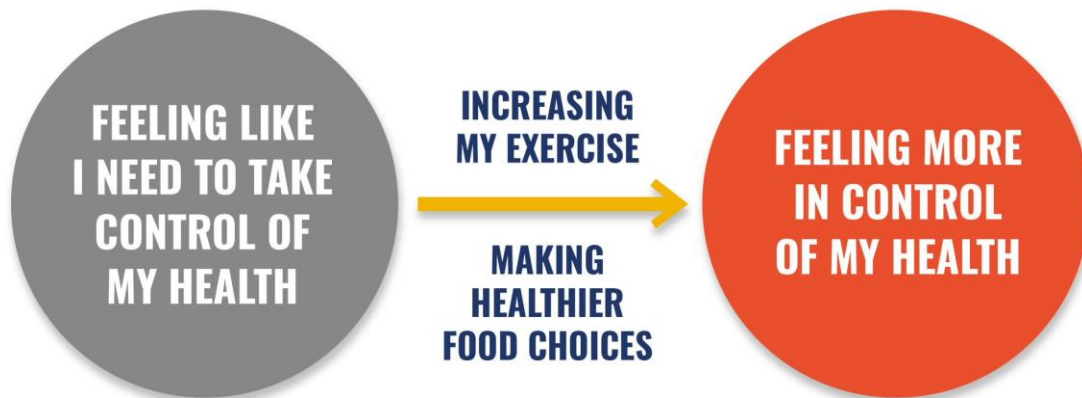 FEELING LIKE
I NEED TO TAKE
CONTROL OF
MY HEALTH
INCREASING
MY EXERCISE
MAKING
HEALTHIER
FOOD CHOICES
FEELING MORE
IN CONTROL
OF MY HEALTH